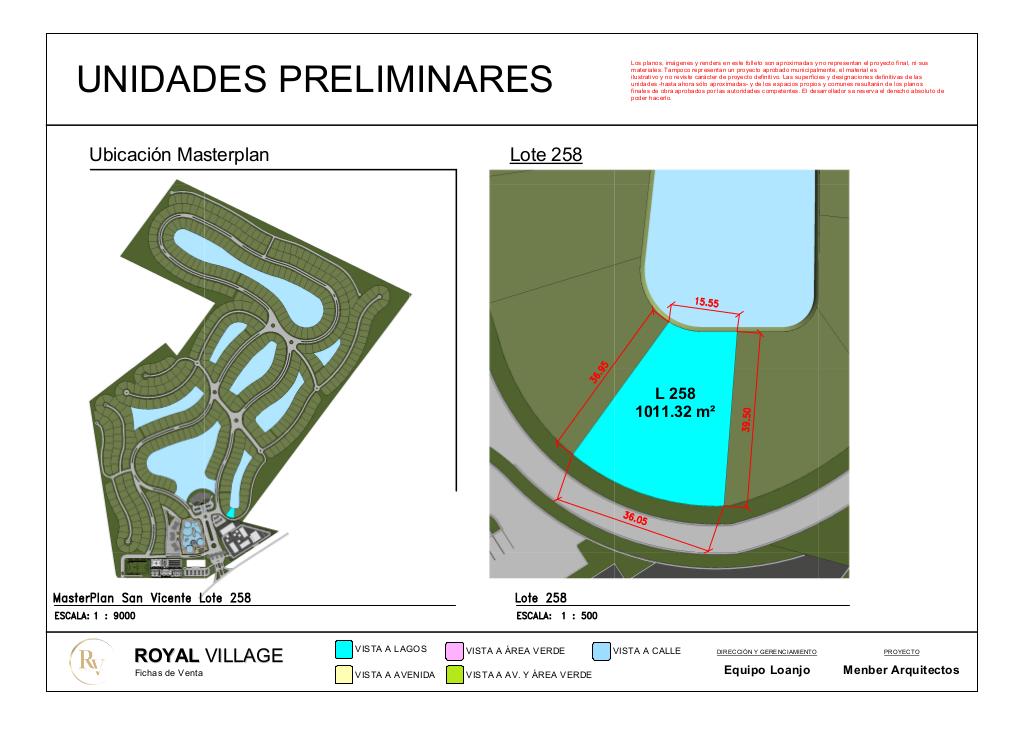 UNIDADES PRELIMINARES
Los planos, imágenes y renders en este folleto son aproximadas y no representan el proyecto final, ni sus
materiales. Tampoco representan un proyecto aprobado municipalmente, el material es
ilustrativo y no reviste carácter de proyecto definitivo. Las superficies y designaciones definitivas de las
unidades -hasta ahora sólo aproximadas- y de los espacios propios y comunes resultarán de los planos
finales de obra aprobados por las autoridades competentes. El desarrollador se reserva el derecho absoluto de
poder hacerlo.
Ubicación Masterplan
Lote 258
15.55
36.95
L 258
1011.32 m²
39.50
36.05
MasterPlan San Vicente Lote 258
ESCALA: 1 : 9000
Lote 258
ESCALA: 1 : 500
RV
ROYAL VILLAGE
Fichas de Venta
VISTA A LAGOS
VISTA A ÁREA VERDE
VISTA A CALLE
VISTA A AVENIDA
VISTA A AV. Y ÁREA VERDE
DIRECCIÓN Y GERENCIAMIENTO
Equipo Loanjo
PROYECTO
Menber Arquitectos